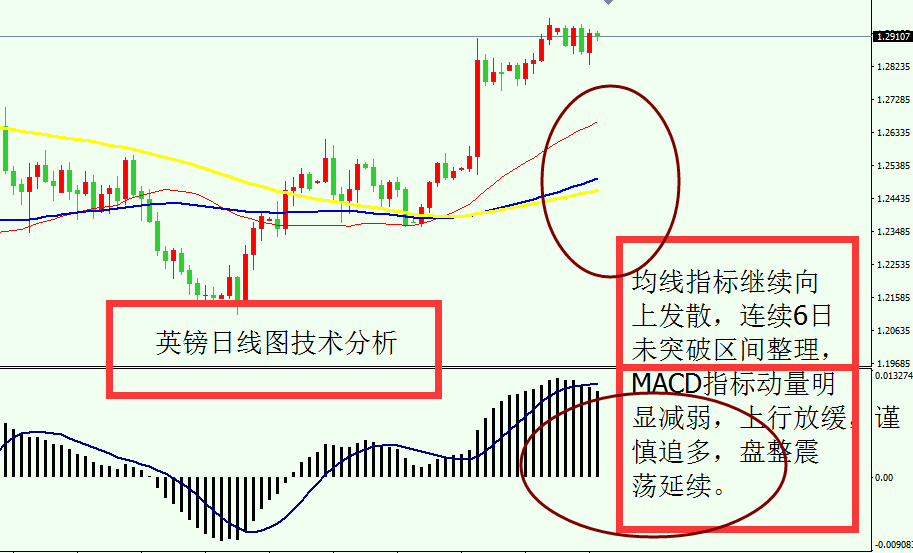 1.29107
1.28235
1.27285
1.26335
1.25385
1.24435
1.23485
1.22535
1.21585
1.20635
1.19685
英镑日线图技术分析
均线指标继续向
上发散，连续6日
未突破区间整理，
MACD指标动量明
显减弱，上行放缓，谨
慎追多，盘整震
荡延续。
0.013274
0.00
-0.009083